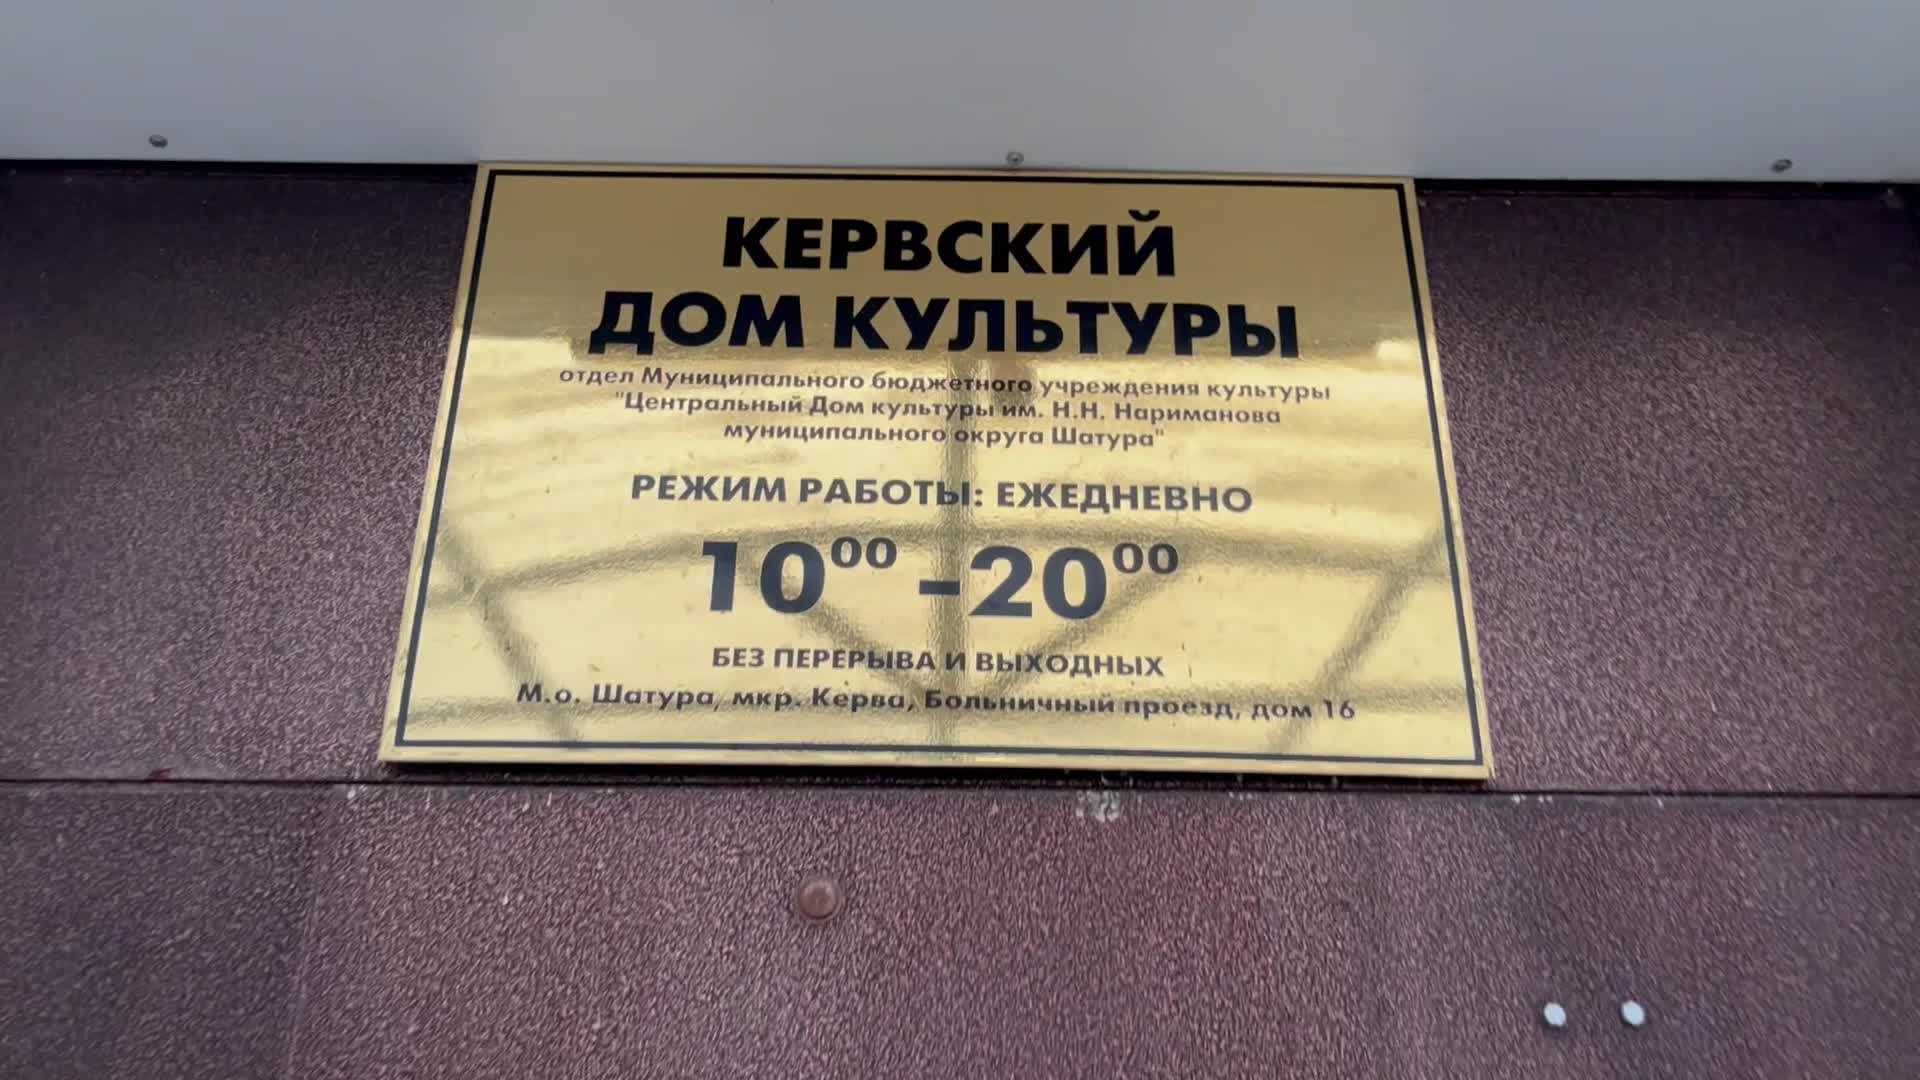 КЕРВСКИЙ
ДОМ КУЛЬТУРЫ
отдел Муниципального бюджетного учреждения культуры
"Центральный Дом культуры им. Н.Н. Нариманова
муниципального округа Шатура"
РЕЖИМ РАБОТЫ: ЕЖЕДНЕВНО
10⁰⁰ -20⁰⁰
БЕЗ ПЕРЕРЫВА И ВЫХОДНЫХ
М.о. Шатура, мкр. Керва, Больничный проезд, дом 16